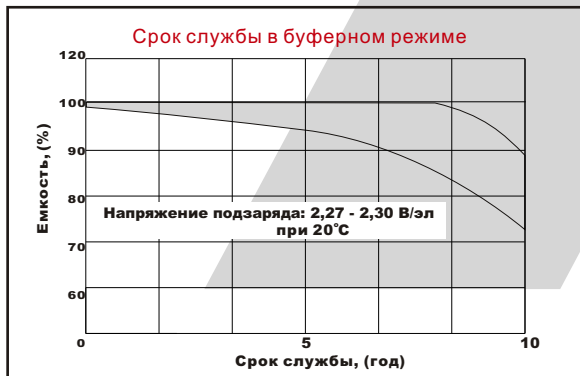 Срок службы в буферном режиме
120
100
90
80
70
60
0
5
10
Емкость, (%)
Напряжение подзаряда: 2,27 - 2,30 В/эл
при 20°С
Срок службы, (год)